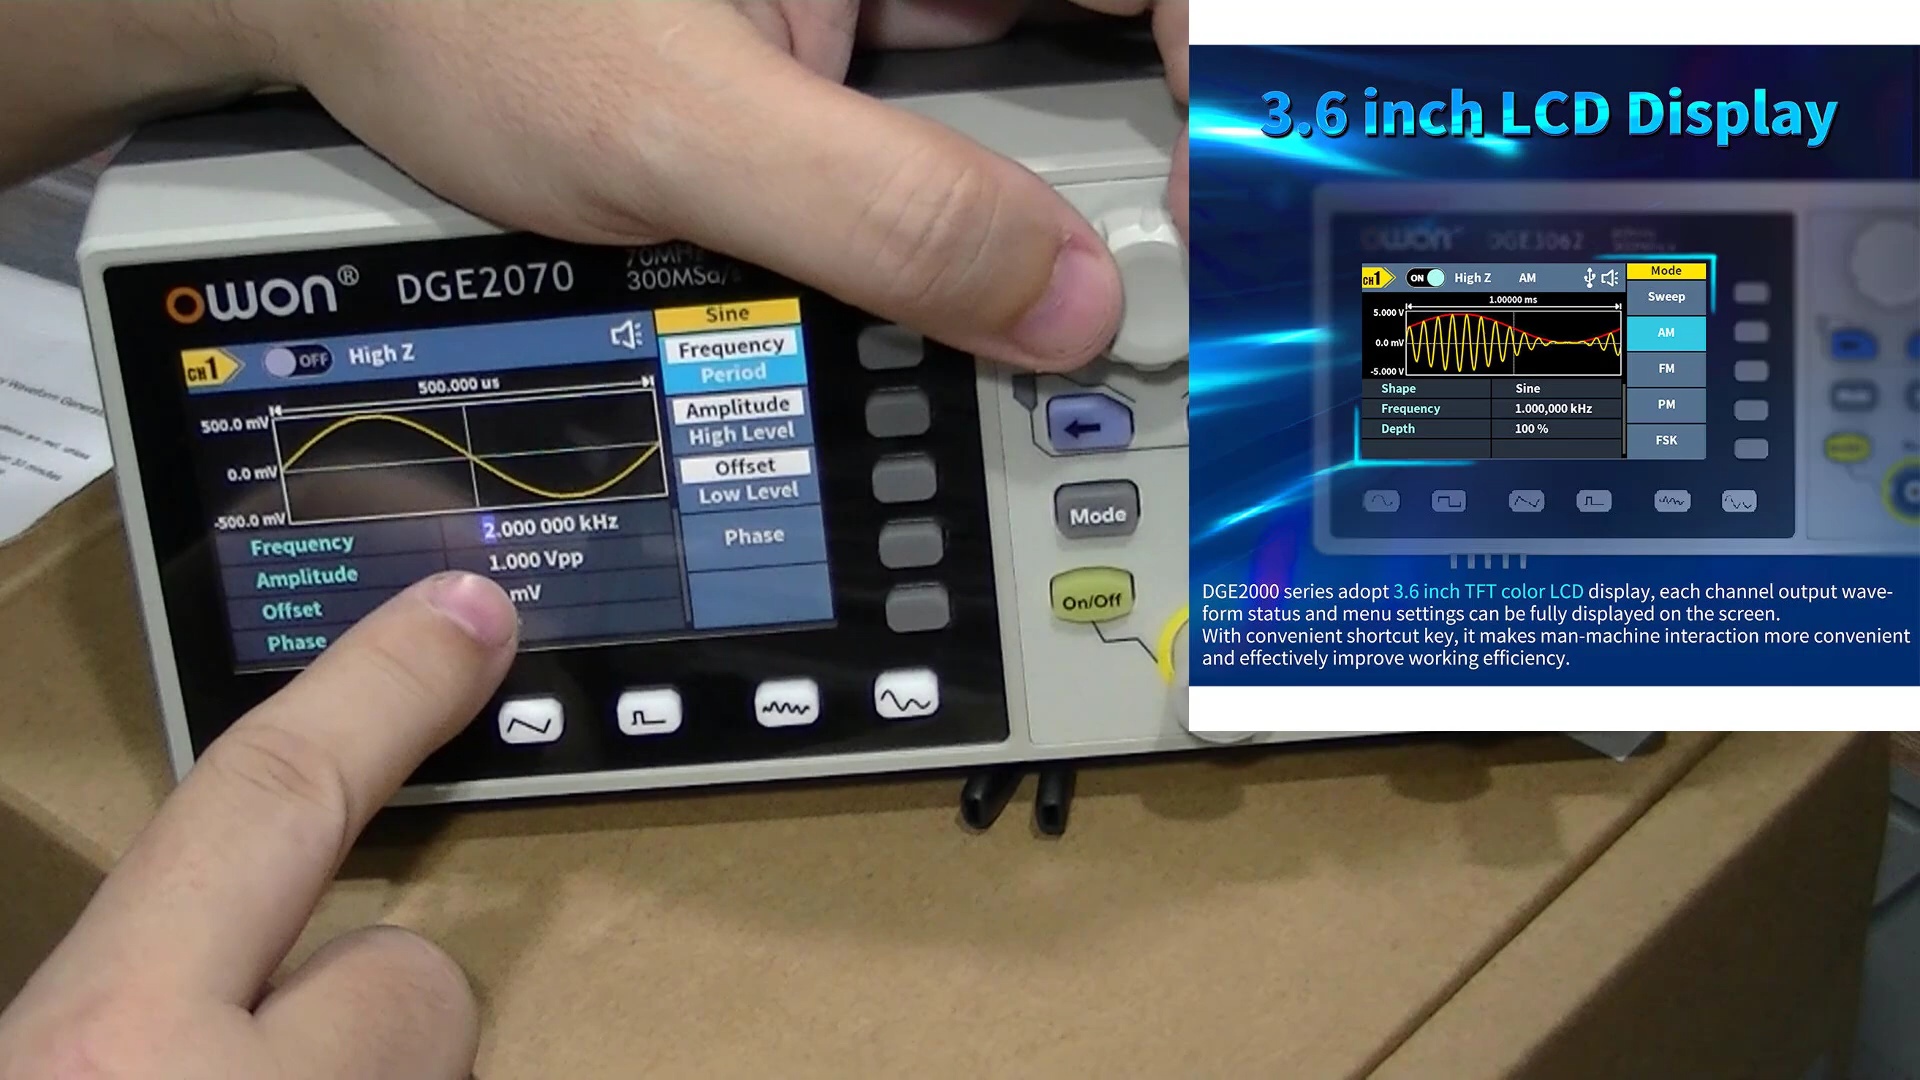 owon® DGE2070
70MHz
300MSa/s
CH1 OFF High Z
Sine
Frequency
Period
Amplitude
High Level
Offset
Low Level
Phase
500.000 us
500.0 mV
0.0 mV
-500.0 mV
Frequency 2.000 000 kHz
Amplitude 1.000 Vpp
Offset mV
Phase
Mode
On/Off
Waveform
3.6 inch LCD Display
owon DGE3062
CH1 ON High Z AM
Mode
Sweep
AM
FM
PM
FSK
1.00000 ms
5.000 V
0.0 mV
-5.000 V
Shape Sine
Frequency 1.000,000 kHz
Depth 100 %
DGE2000 series adopt 3.6 inch TFT color LCD display, each channel output wave-
form status and menu settings can be fully displayed on the screen.
With convenient shortcut key, it makes man-machine interaction more convenient
and effectively improve working efficiency.